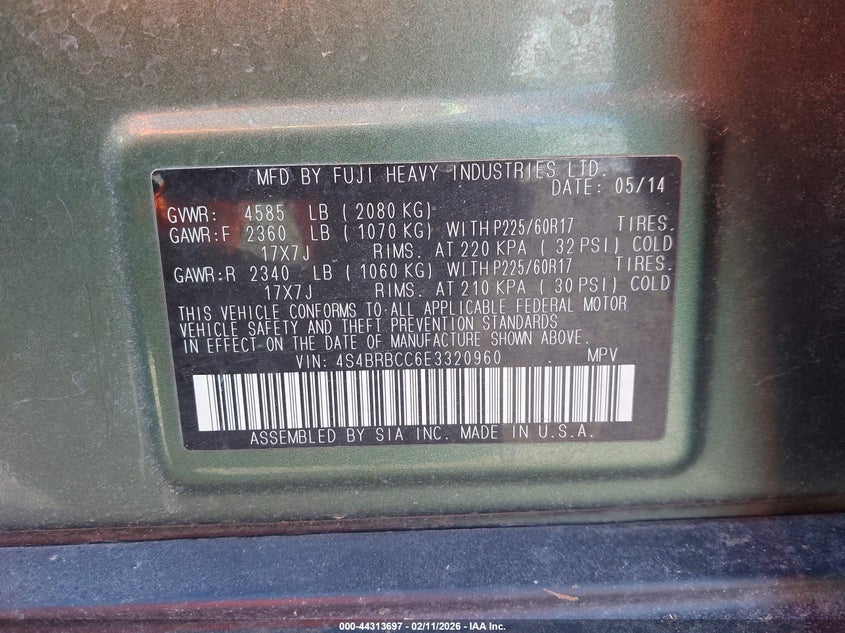 MFD BY FUJI HEAVY INDUSTRIES LTD.
DATE: 05/14
GVWR: 4585 LB ( 2080 KG)
GAWR:F 2360 LB ( 1070 KG) WITH P225/60R17 TIRES.
17X7J RIMS. AT 220 KPA ( 32 PSI) COLD
GAWR:R 2340 LB ( 1060 KG) WITH P225/60R17 TIRES.
17X7J RIMS. AT 210 KPA ( 30 PSI) COLD
THIS VEHICLE CONFORMS TO ALL APPLICABLE FEDERAL MOTOR
VEHICLE SAFETY AND THEFT PREVENTION STANDARDS
IN EFFECT ON THE DATE OF MANUFACTURE SHOWN ABOVE.
VIN: 4S4BRBCC6E3320960 MPV
ASSEMBLED BY SIA INC. MADE IN U.S.A.
000-44313697 - 02/11/2026 - IAA Inc.